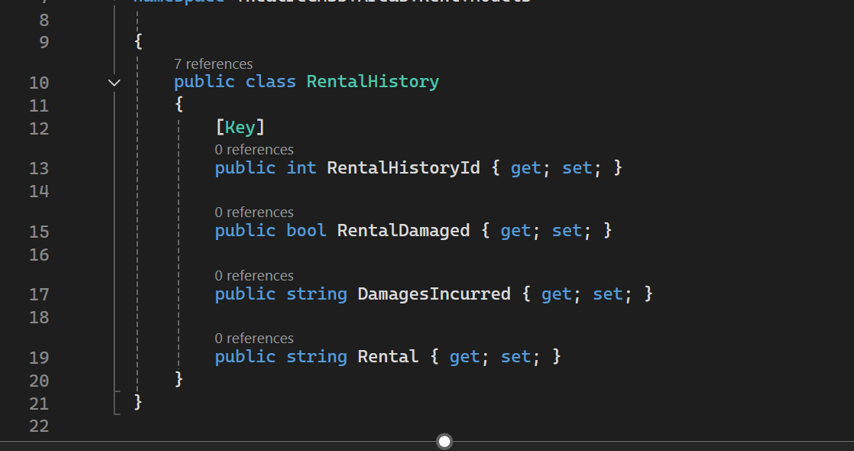 8
9 {
7 references
10 public class RentalHistory
11 {
12 [Key]
0 references
13 public int RentalHistoryId { get; set; }
14
0 references
15 public bool RentalDamaged { get; set; }
16
0 references
17 public string DamagesIncurred { get; set; }
18
0 references
19 public string Rental { get; set; }
20 }
21 }
22